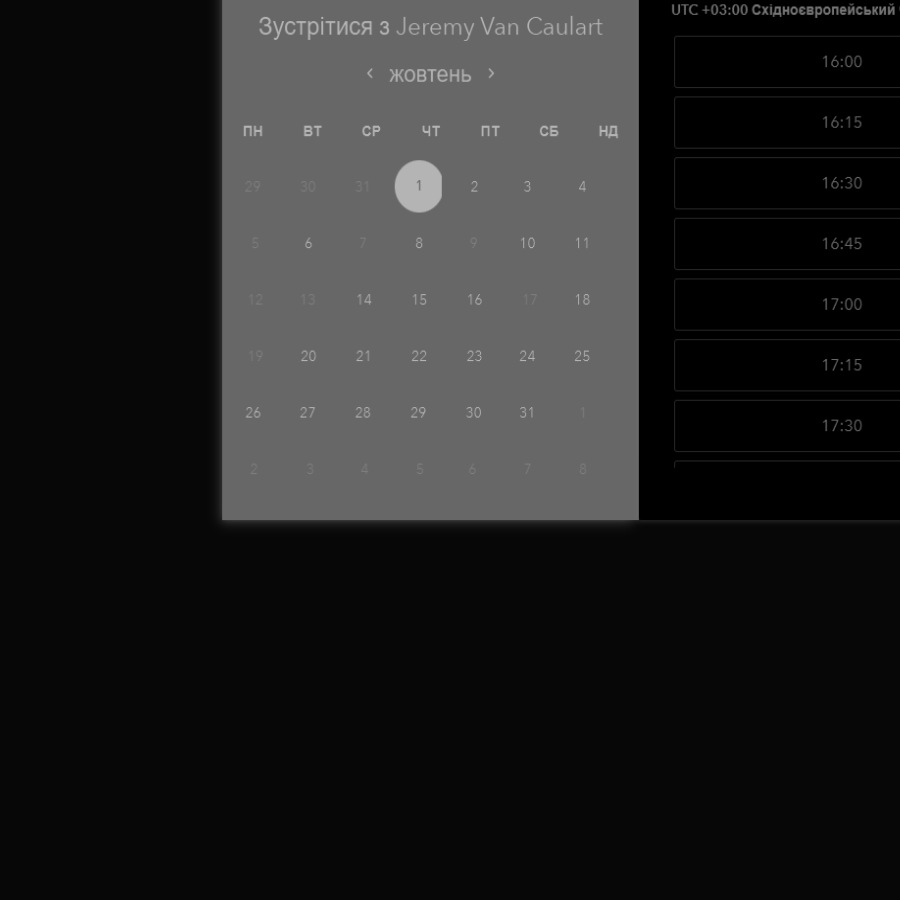 Зустрітися з Jeremy Van Caulart
‹ жовтень ›
ПН ВТ СР ЧТ ПТ СБ НД
29 30 31 1 2 3 4
5 6 7 8 9 10 11
12 13 14 15 16 17 18
19 20 21 22 23 24 25
26 27 28 29 30 31 1
2 3 4 5 6 7 8
UTC +03:00 Східноєвропейський
16:00
16:15
16:30
16:45
17:00
17:15
17:30